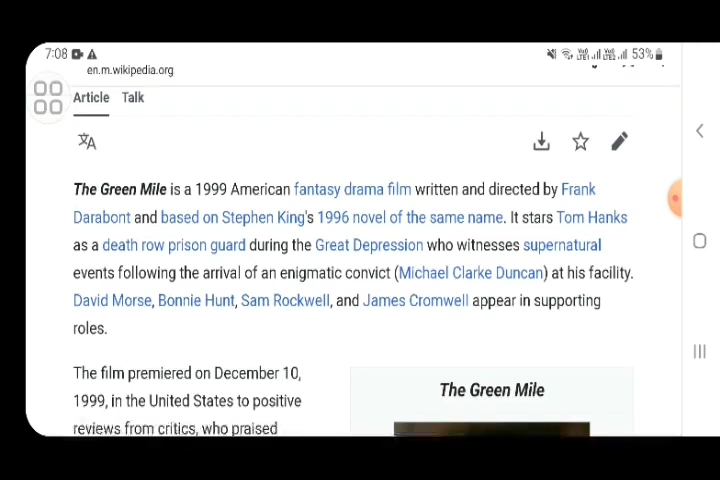 7:08 53%
en.m.wikipedia.org
Article Talk
The Green Mile is a 1999 American fantasy drama film written and directed by Frank
Darabont and based on Stephen King's 1996 novel of the same name. It stars Tom Hanks
as a death row prison guard during the Great Depression who witnesses supernatural
events following the arrival of an enigmatic convict (Michael Clarke Duncan) at his facility.
David Morse, Bonnie Hunt, Sam Rockwell, and James Cromwell appear in supporting
roles.
The film premiered on December 10,
1999, in the United States to positive
reviews from critics, who praised
The Green Mile